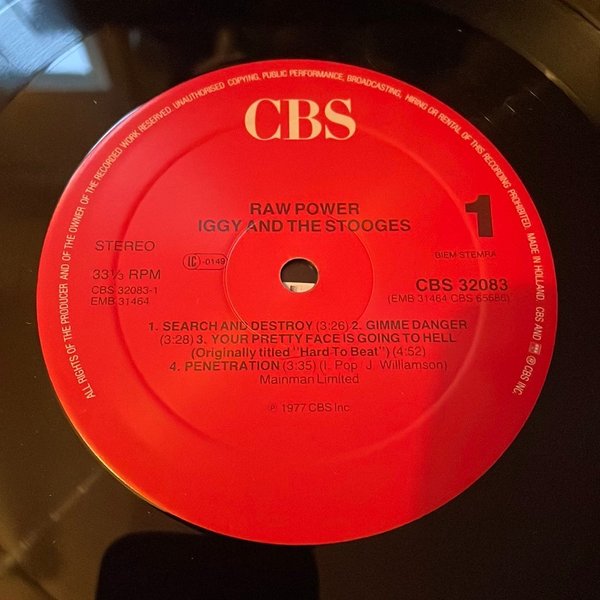 ALL RIGHTS OF THE PRODUCER AND OF THE OWNER OF THE RECORDED WORK RESERVED. UNAUTHORISED COPYING, PUBLIC PERFORMANCE, BROADCASTING, HIRING OR RENTAL OF THIS RECORDING PROHIBITED. MADE IN HOLLAND. CBS AND ℗ CBS INC.
CBS
RAW POWER
IGGY AND THE STOOGES
1
STEREO
LC -0149
BIEM-STEMRA
33⅓ RPM
CBS 32083
CBS 32083-1
(EMB 31464 CBS 65586)
EMB 31464
1. SEARCH AND DESTROY (3:26) 2. GIMME DANGER
(3:28) 3. YOUR PRETTY FACE IS GOING TO HELL
(Originally titled "Hard To Beat") (4:52)
4. PENETRATION (3:35) (I. Pop / J. Williamson)
Mainman Limited
℗ 1977 CBS Inc